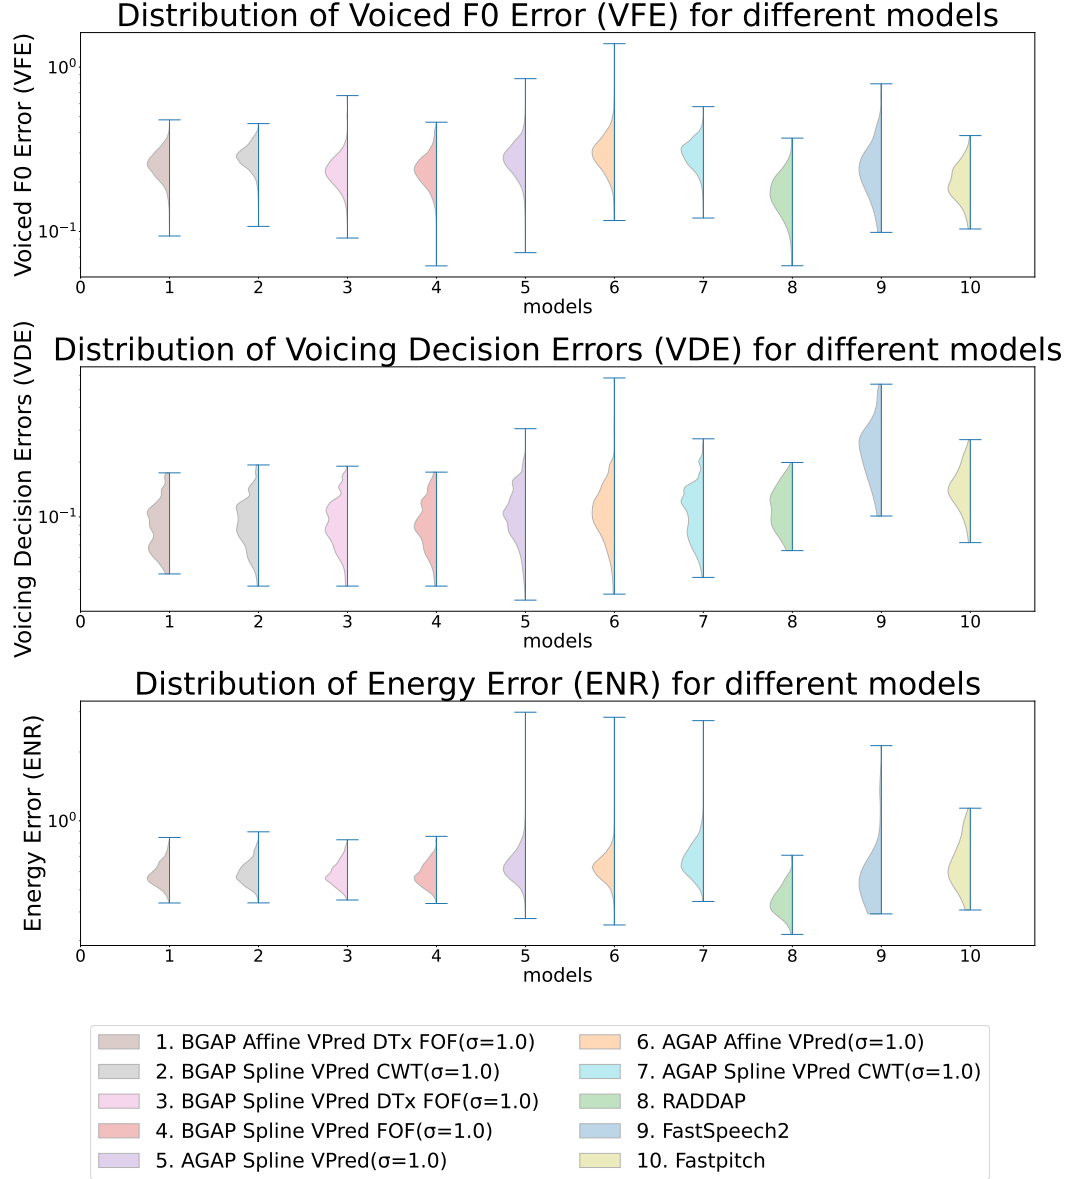 Distribution of Voiced F0 Error (VFE) for different models
Voiced F0 Error (VFE)
10⁰
10⁻¹
0 1 2 3 4 5 6 7 8 9 10
models
Distribution of Voicing Decision Errors (VDE) for different models
Voicing Decision Errors (VDE)
10⁻¹
0 1 2 3 4 5 6 7 8 9 10
models
Distribution of Energy Error (ENR) for different models
Energy Error (ENR)
10⁰
0 1 2 3 4 5 6 7 8 9 10
models
1. BGAP Affine VPred DTx FOF(σ=1.0)
2. BGAP Spline VPred CWT(σ=1.0)
3. BGAP Spline VPred DTx FOF(σ=1.0)
4. BGAP Spline VPred FOF(σ=1.0)
5. AGAP Spline VPred(σ=1.0)
6. AGAP Affine VPred(σ=1.0)
7. AGAP Spline VPred CWT(σ=1.0)
8. RADDAP
9. FastSpeech2
10. Fastpitch